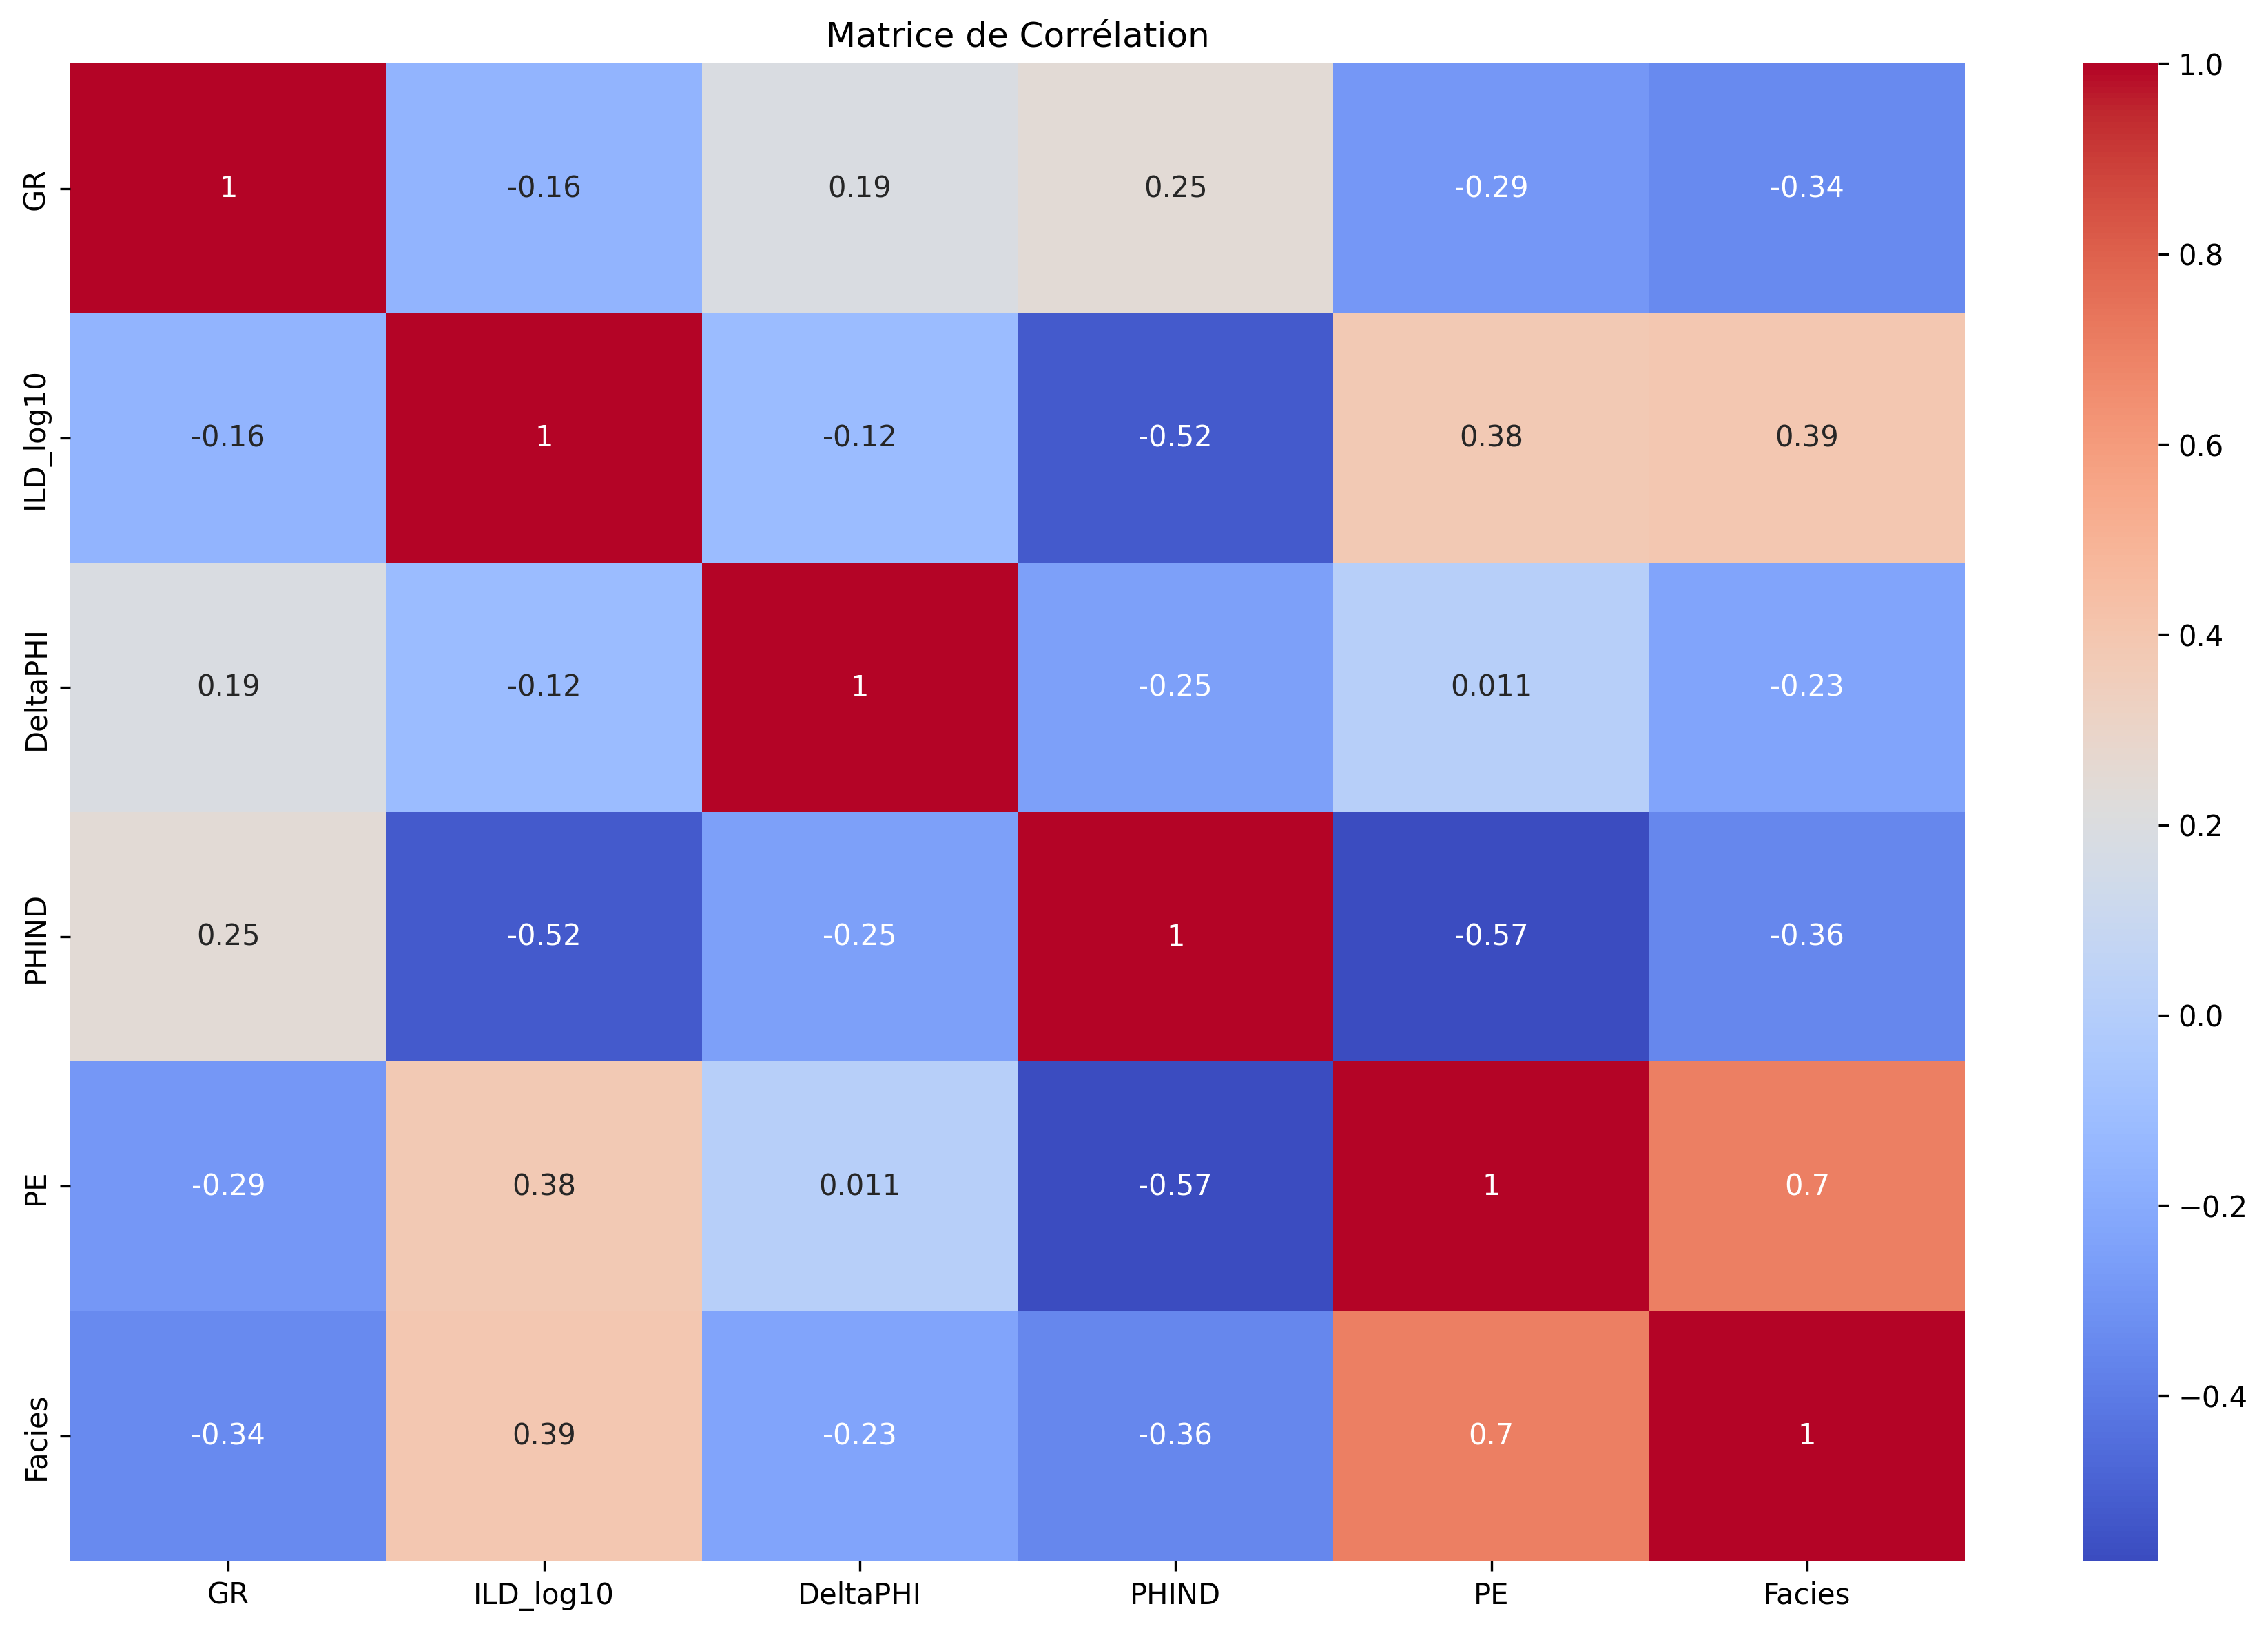 Matrice de Corrélation
GR 1 -0.16 0.19 0.25 -0.29 -0.34
ILD_log10 -0.16 1 -0.12 -0.52 0.38 0.39
DeltaPHI 0.19 -0.12 1 -0.25 0.011 -0.23
PHIND 0.25 -0.52 -0.25 1 -0.57 -0.36
PE -0.29 0.38 0.011 -0.57 1 0.7
Facies -0.34 0.39 -0.23 -0.36 0.7 1
GR ILD_log10 DeltaPHI PHIND PE Facies
1.0
0.8
0.6
0.4
0.2
0.0
−0.2
−0.4